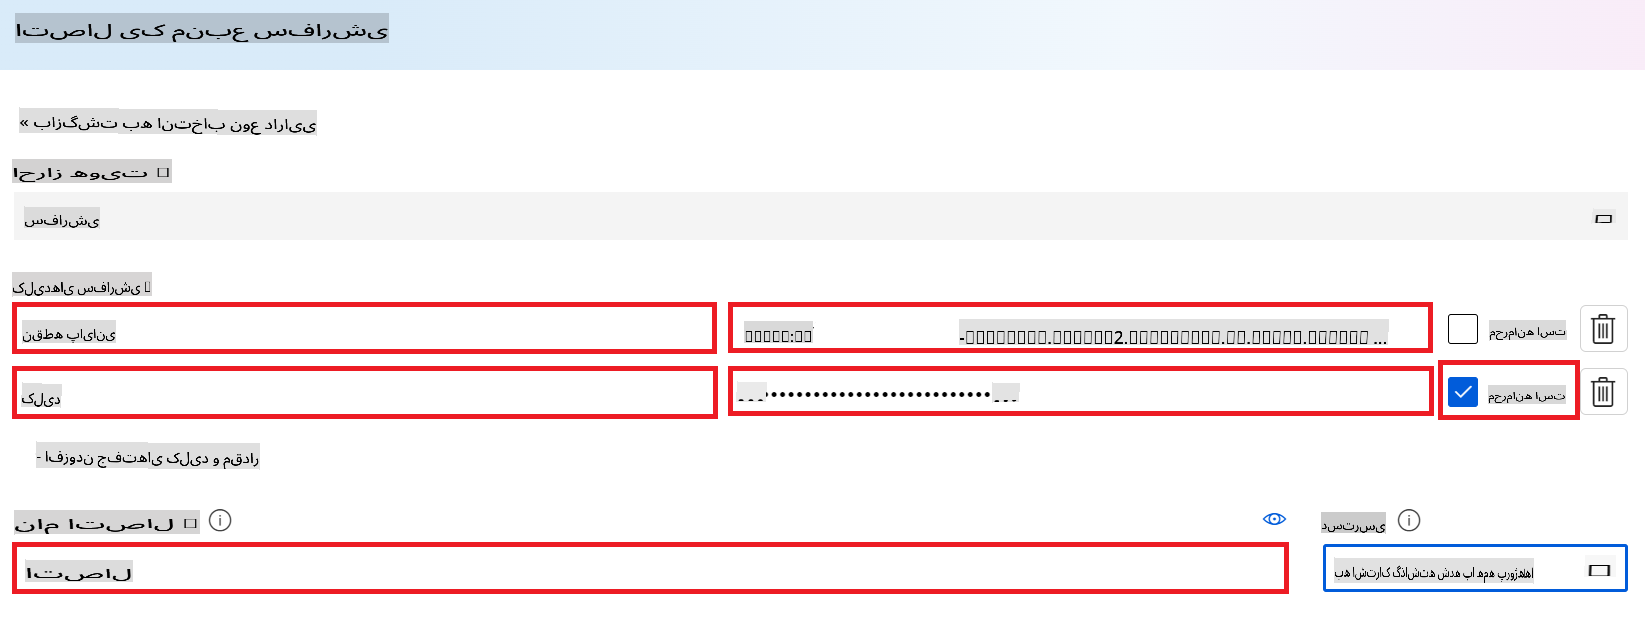 اتصال یک منبع سفارشی
« بازگشت به انتخاب نوع دارایی
احراز هویت
سفارشی
کلیدهای سفارشی
نقطه پایانی
محرمانه است
کلید
محرمانه است
- افزودن جفت‌های کلید و مقدار
نام اتصال
دسترسی
اتصال
به اشتراک گذاشته شده با همه پروژه‌ها